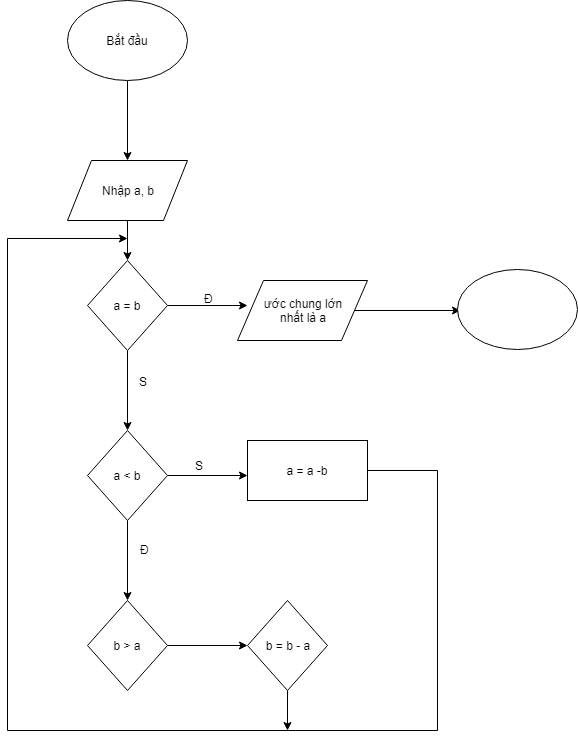 Bắt đầu
Nhập a, b
a = b
Đ
ước chung lớn
nhất là a
S
a < b
S
a = a -b
Đ
b > a
b = b - a